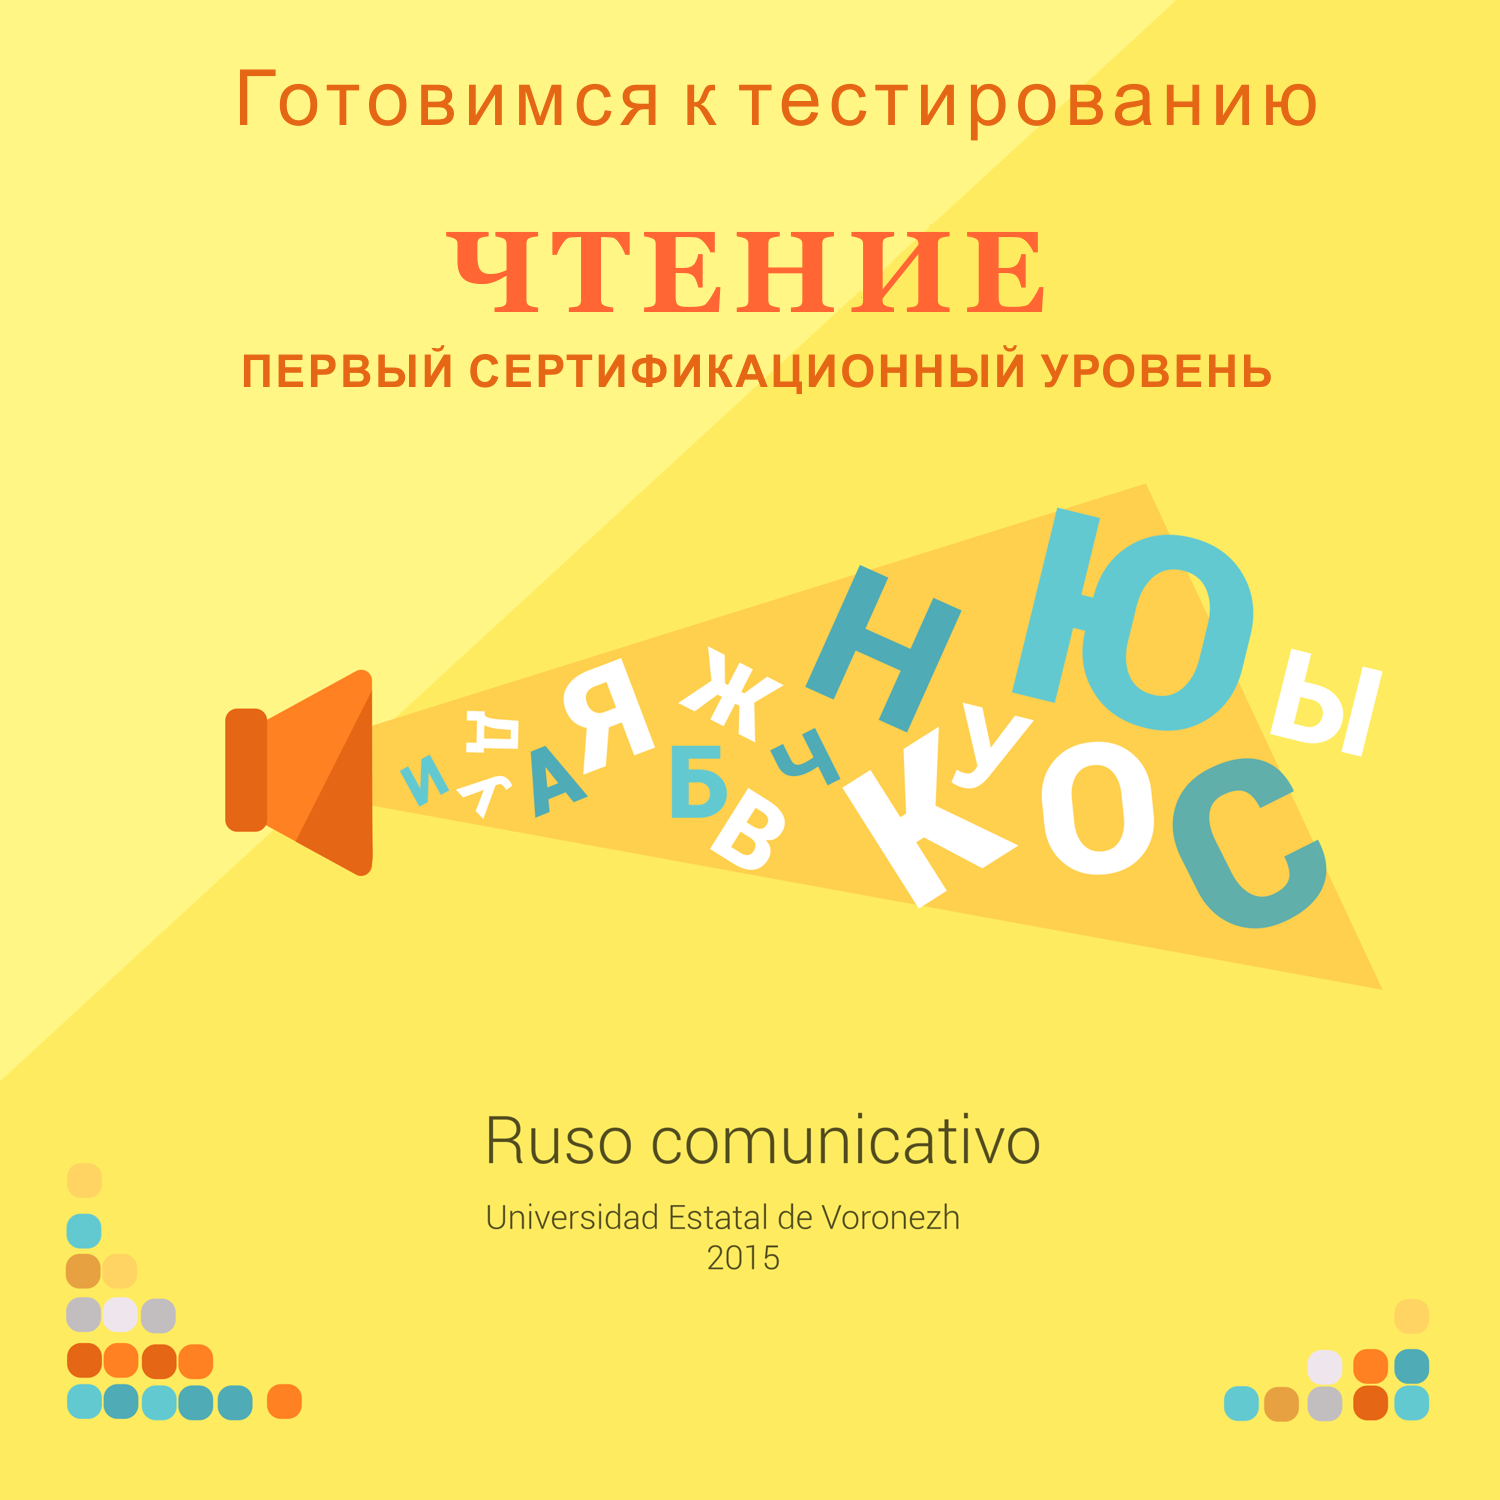 Готовимся к тестированию
ЧТЕНИЕ
ПЕРВЫЙ СЕРТИФИКАЦИОННЫЙ УРОВЕНЬ
и Д У А Я Ж Б В Ч Н К У О Ю С Ы
Ruso comunicativo
Universidad Estatal de Voronezh
2015